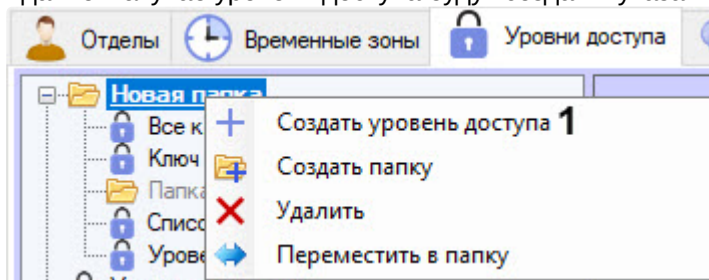 Отделы Временные зоны Уровни доступа
Новая папка
Все к
Создать уровень доступа 1
Ключ
Создать папку
Папка
Удалить
Списо
Урове
Переместить в папку